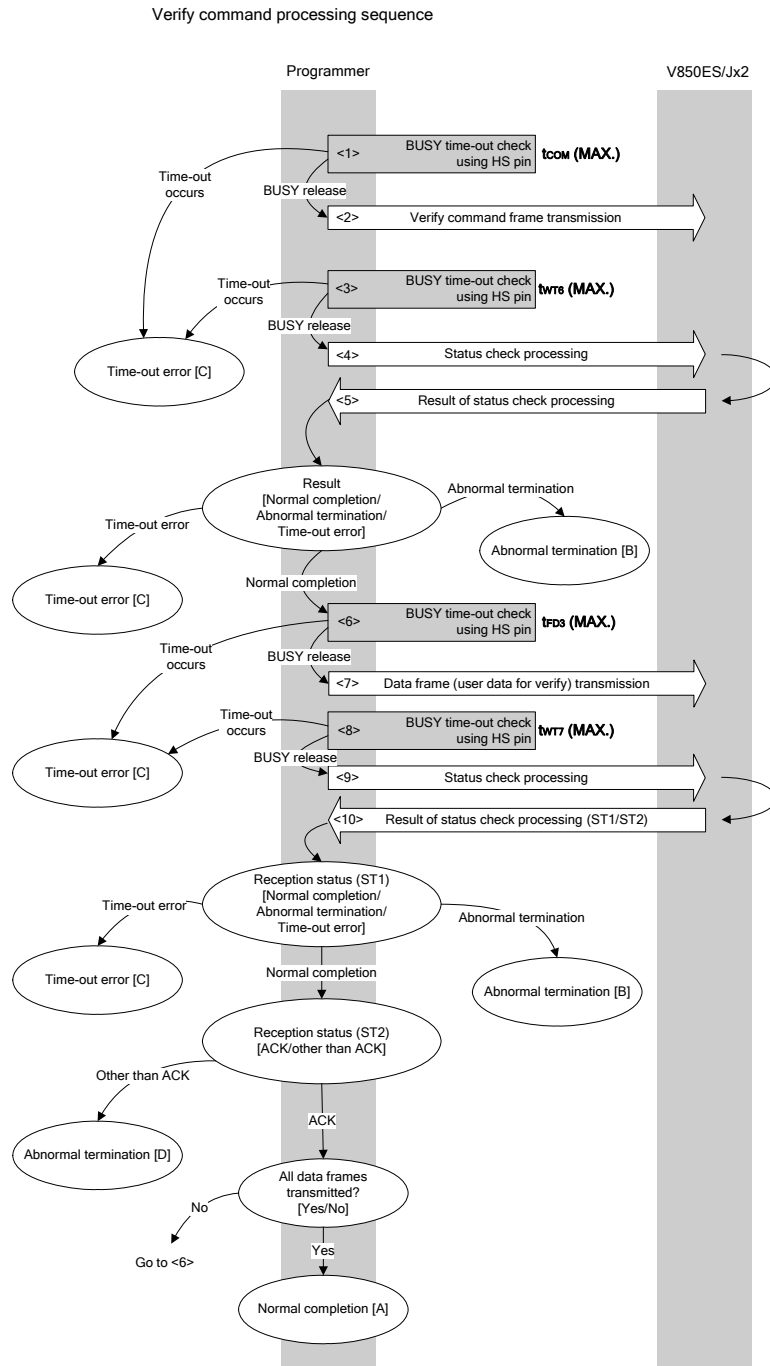 Verify command processing sequence
Programmer
V850ES/Jx2
<1>
BUSY time-out check
using HS pin
tCOM (MAX.)
Time-out
occurs
BUSY release
<2>
Verify command frame transmission
Time-out
occurs
<3>
BUSY time-out check
using HS pin
tWT6 (MAX.)
BUSY release
<4>
Status check processing
Time-out error [C]
<5>
Result of status check processing
Result
[Normal completion/
Abnormal termination/
Time-out error]
Abnormal termination
Time-out error
Abnormal termination [B]
Time-out error [C]
Normal completion
<6>
BUSY time-out check
using HS pin
tFD3 (MAX.)
Time-out
occurs
BUSY release
<7>
Data frame (user data for verify) transmission
Time-out
occurs
<8>
BUSY time-out check
using HS pin
tWT7 (MAX.)
BUSY release
Time-out error [C]
<9>
Status check processing
<10>
Result of status check processing (ST1/ST2)
Reception status (ST1)
[Normal completion/
Abnormal termination/
Time-out error]
Time-out error
Abnormal termination
Time-out error [C]
Normal completion
Abnormal termination [B]
Reception status (ST2)
[ACK/other than ACK]
Other than ACK
ACK
Abnormal termination [D]
All data frames
transmitted?
[Yes/No]
No
Yes
Go to <6>
Normal completion [A]